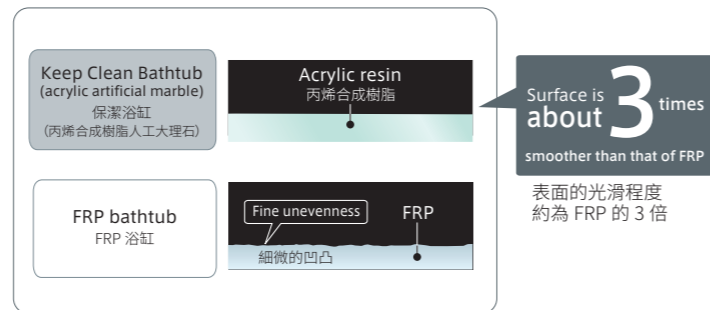 Keep Clean Bathtub
(acrylic artificial marble)
保潔浴缸
(丙烯合成樹脂人工大理石)
Acrylic resin
丙烯合成樹脂
Surface is
about 3 times
smoother than that of FRP
表面的光滑程度
約為 FRP 的 3 倍
FRP bathtub
FRP 浴缸
Fine unevenness
FRP
細微的凹凸